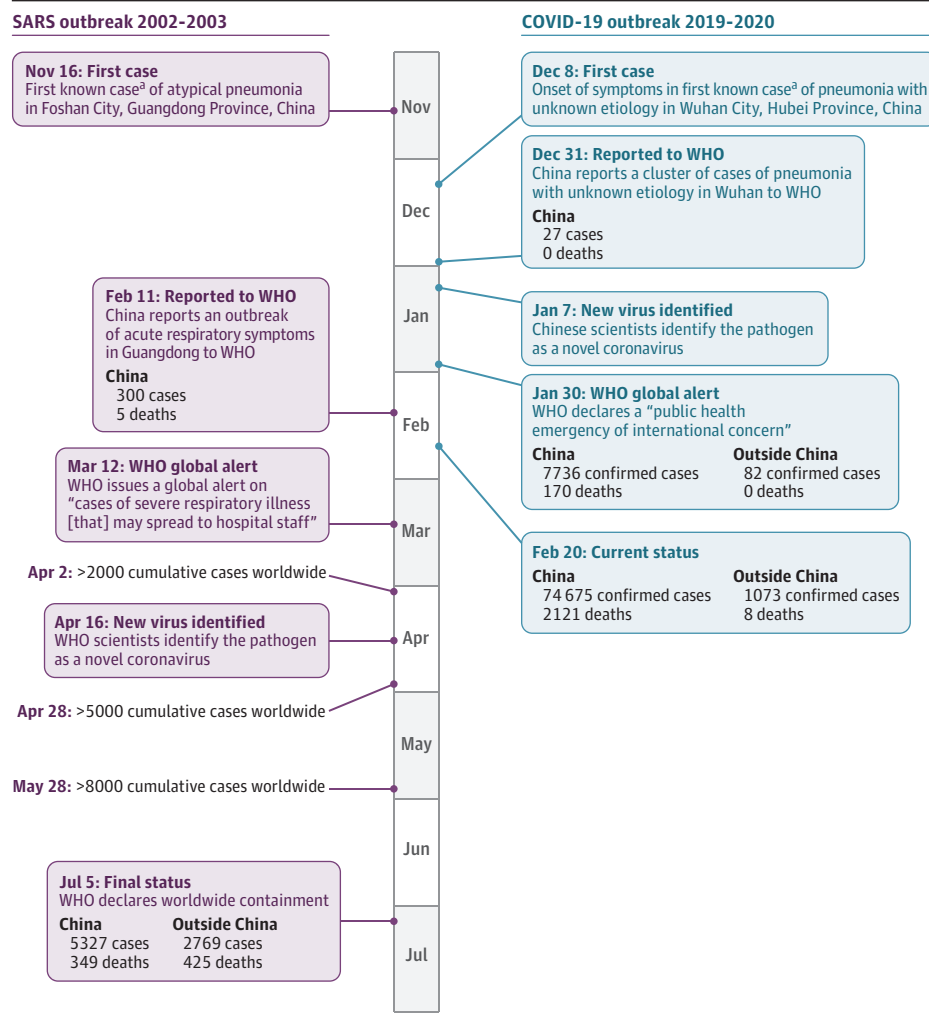 SARS outbreak 2002-2003
Nov 16: First case
First known caseᵃ of atypical pneumonia
in Foshan City, Guangdong Province, China
Feb 11: Reported to WHO
China reports an outbreak
of acute respiratory symptoms
in Guangdong to WHO
China
300 cases
5 deaths
Mar 12: WHO global alert
WHO issues a global alert on
“cases of severe respiratory illness
[that] may spread to hospital staff”
Apr 2: >2000 cumulative cases worldwide
Apr 16: New virus identified
WHO scientists identify the pathogen
as a novel coronavirus
Apr 28: >5000 cumulative cases worldwide
May 28: >8000 cumulative cases worldwide
Jul 5: Final status
WHO declares worldwide containment
China Outside China
5327 cases 2769 cases
349 deaths 425 deaths
Nov
Dec
Jan
Feb
Mar
Apr
May
Jun
Jul
COVID-19 outbreak 2019-2020
Dec 8: First case
Onset of symptoms in first known caseᵃ of pneumonia with
unknown etiology in Wuhan City, Hubei Province, China
Dec 31: Reported to WHO
China reports a cluster of cases of pneumonia
with unknown etiology in Wuhan to WHO
China
27 cases
0 deaths
Jan 7: New virus identified
Chinese scientists identify the pathogen
as a novel coronavirus
Jan 30: WHO global alert
WHO declares a “public health
emergency of international concern”
China Outside China
7736 confirmed cases 82 confirmed cases
170 deaths 0 deaths
Feb 20: Current status
China Outside China
74 675 confirmed cases 1073 confirmed cases
2121 deaths 8 deaths